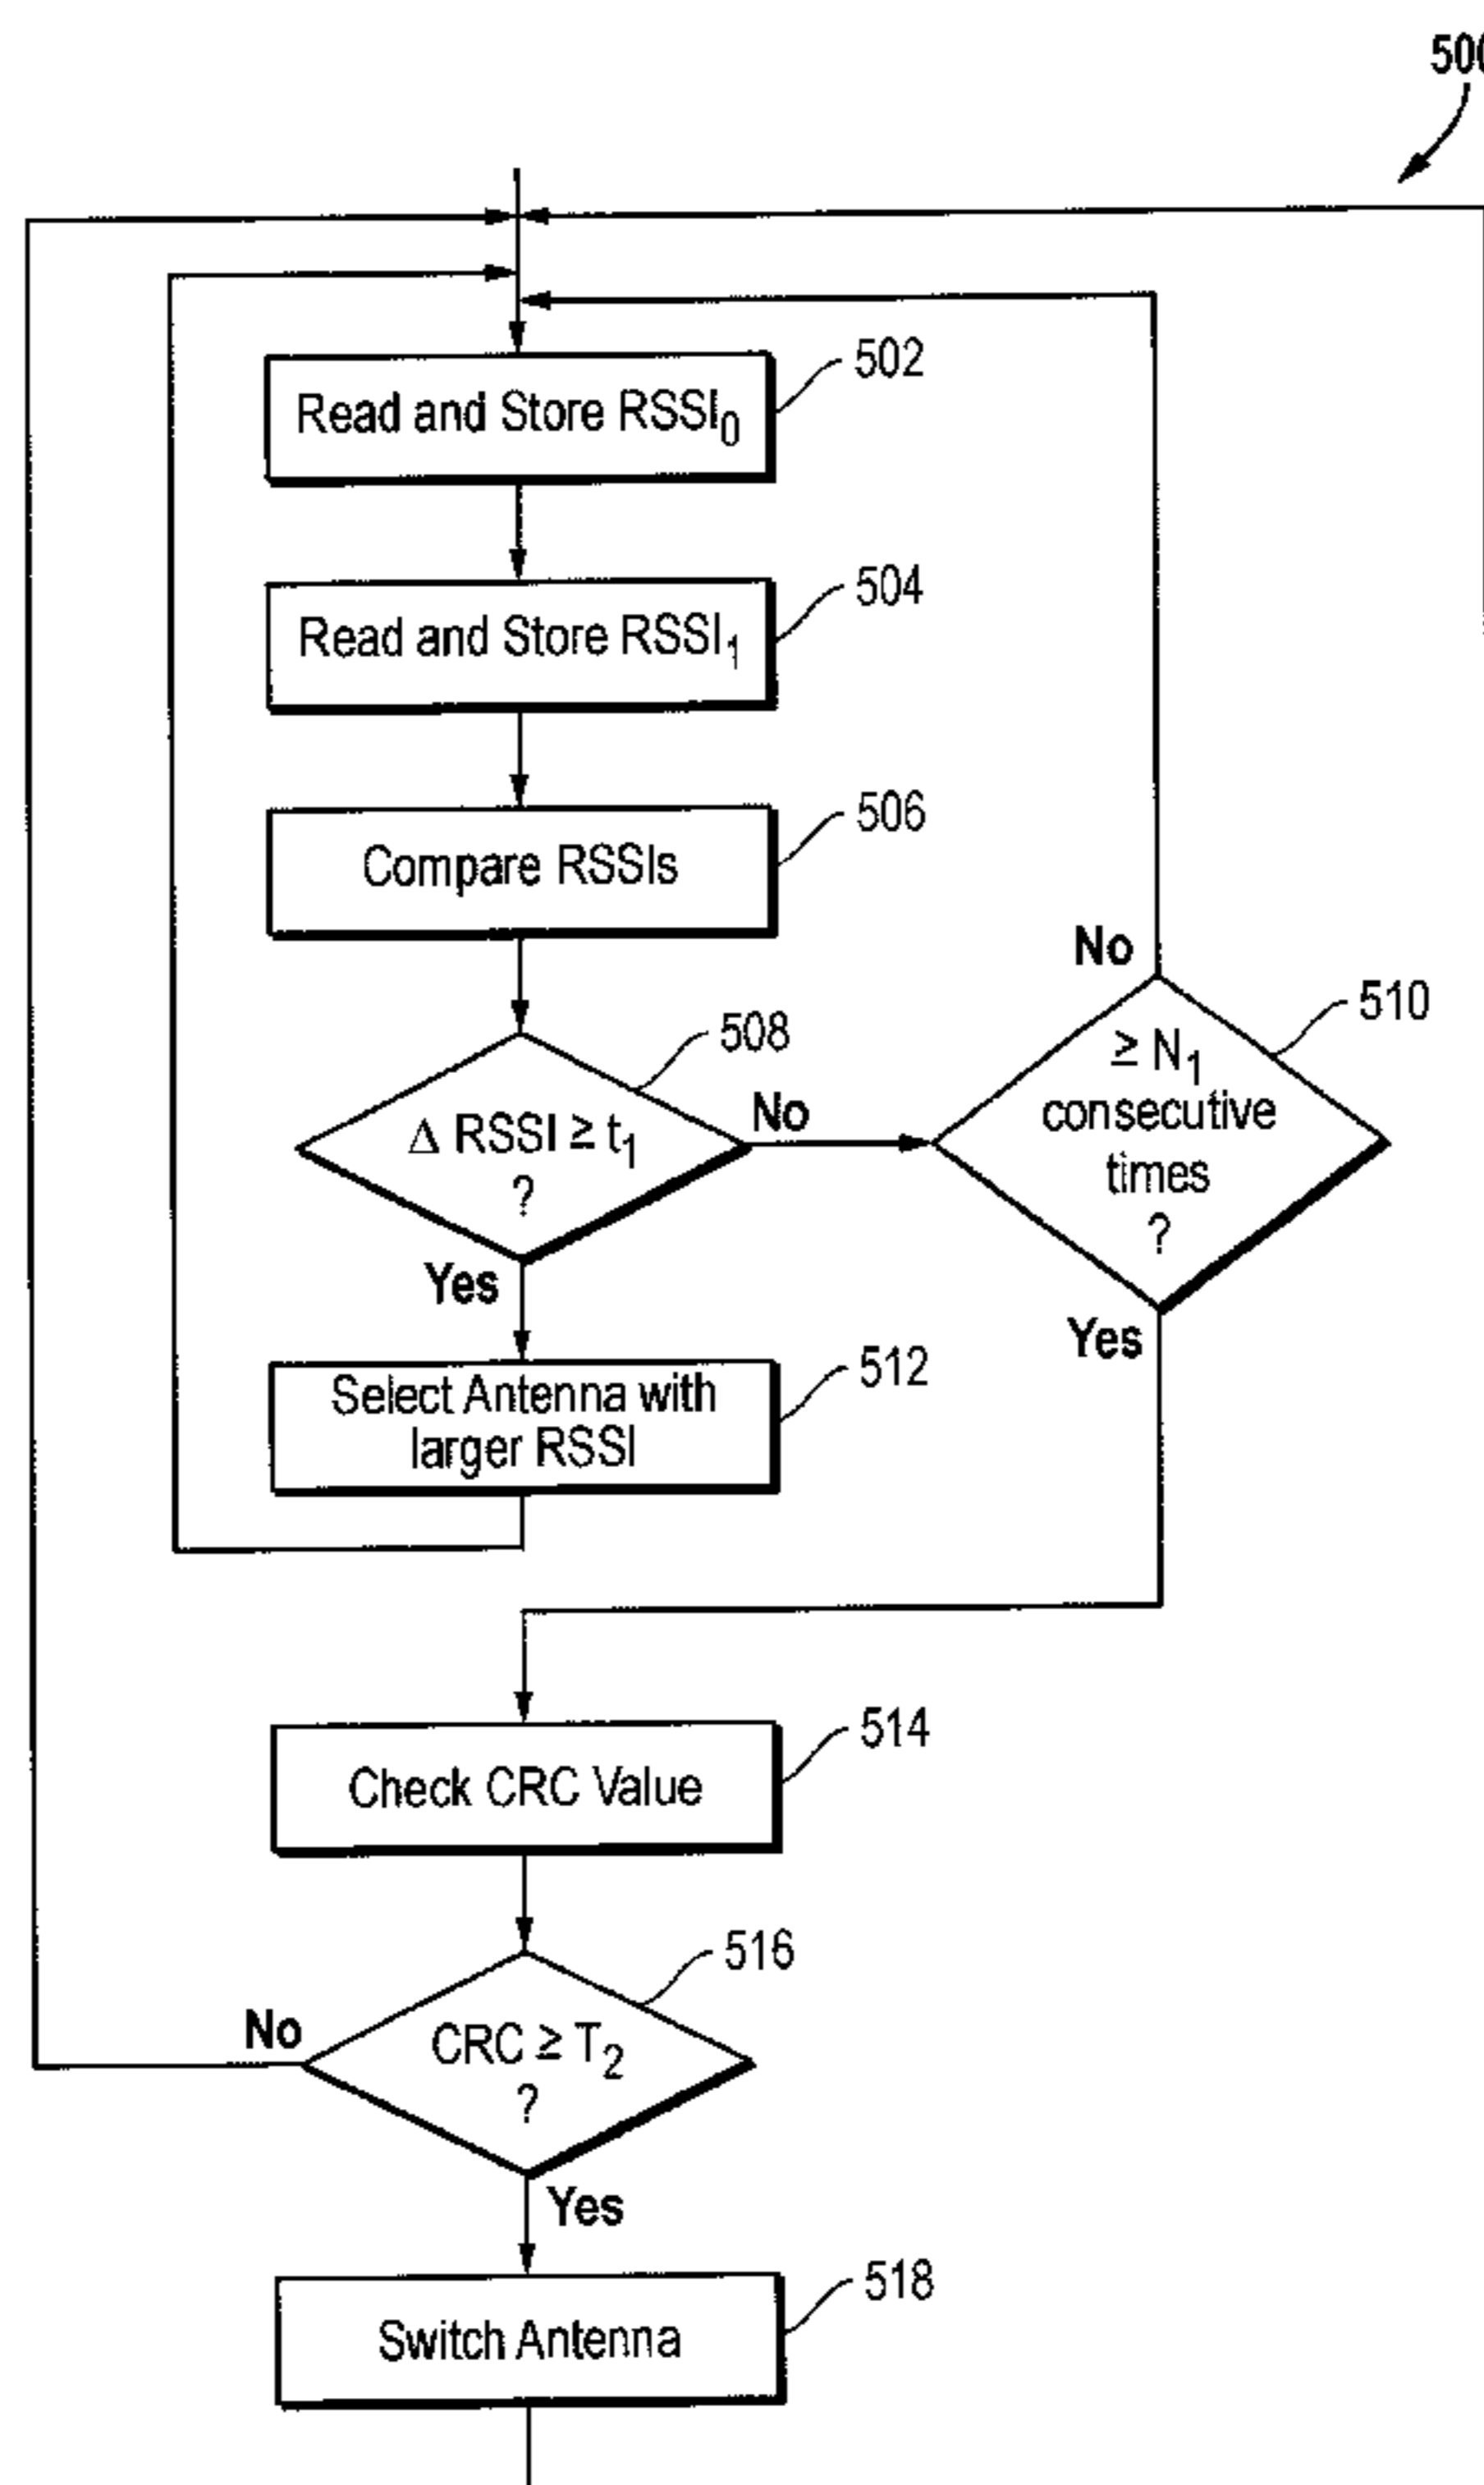 502
Read and Store RSSI0
504
Read and Store RSSI1
506
Compare RSSIs
508
Δ RSSI ≥ t1
?
No
Yes
No
510
≥ N1
consecutive
times
?
Yes
512
Select Antenna with
larger RSSI
514
Check CRC Value
516
CRC ≥ T2
?
No
Yes
518
Switch Antenna